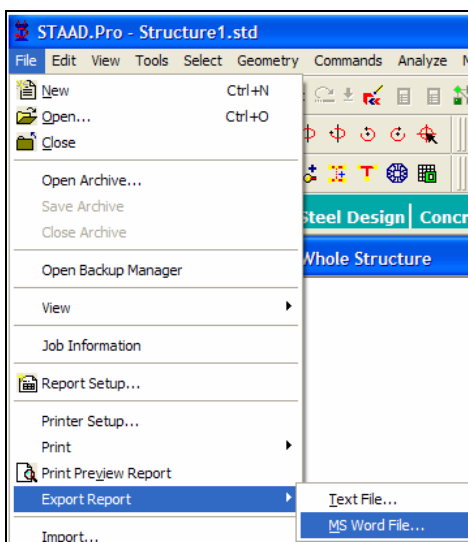 STAAD.Pro - Structure1.std
File Edit View Tools Select Geometry Commands Analyze
New Ctrl+N
Open... Ctrl+O
Close
Open Archive...
Save Archive
Close Archive
Steel Design Concr
Open Backup Manager
Whole Structure
View
Job Information
Report Setup...
Printer Setup...
Print
Print Preview Report
Export Report
Text File...
MS Word File...
Import...